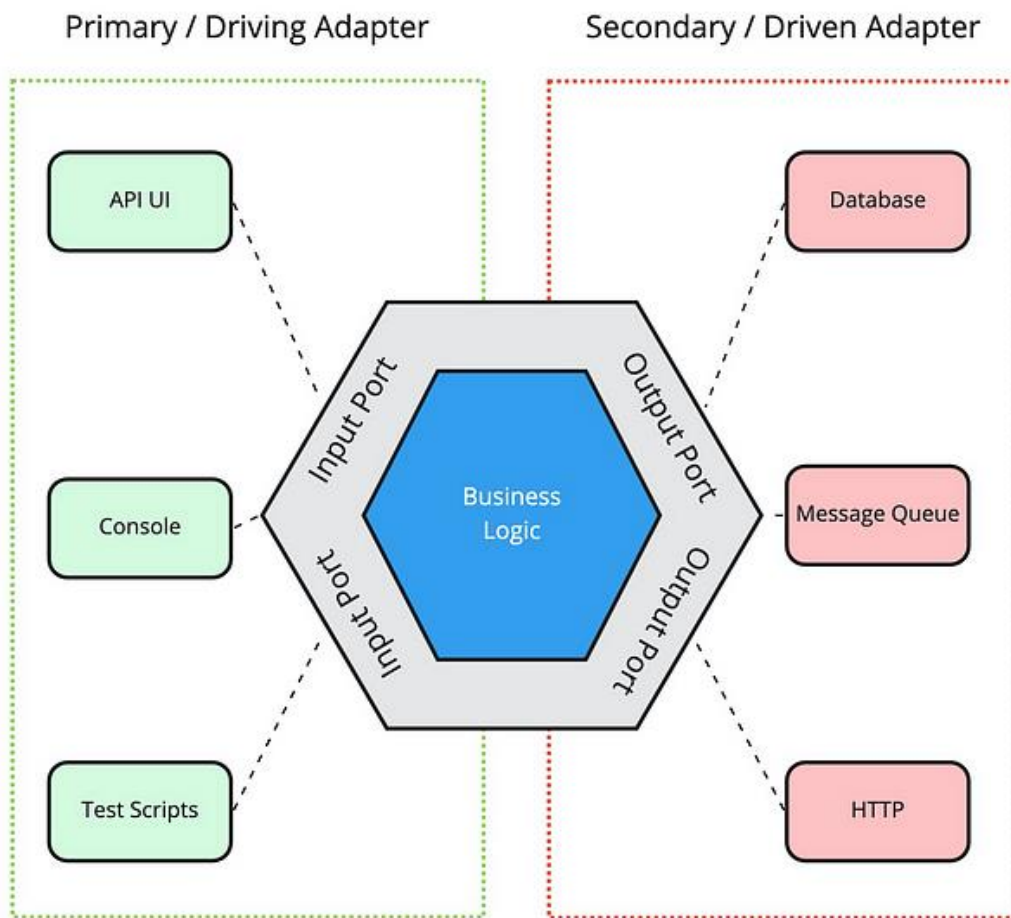 Primary / Driving Adapter
Secondary / Driven Adapter
API UI
Database
Input Port
Output Port
Console
Business
Logic
Message Queue
Input Port
Output Port
Test Scripts
HTTP